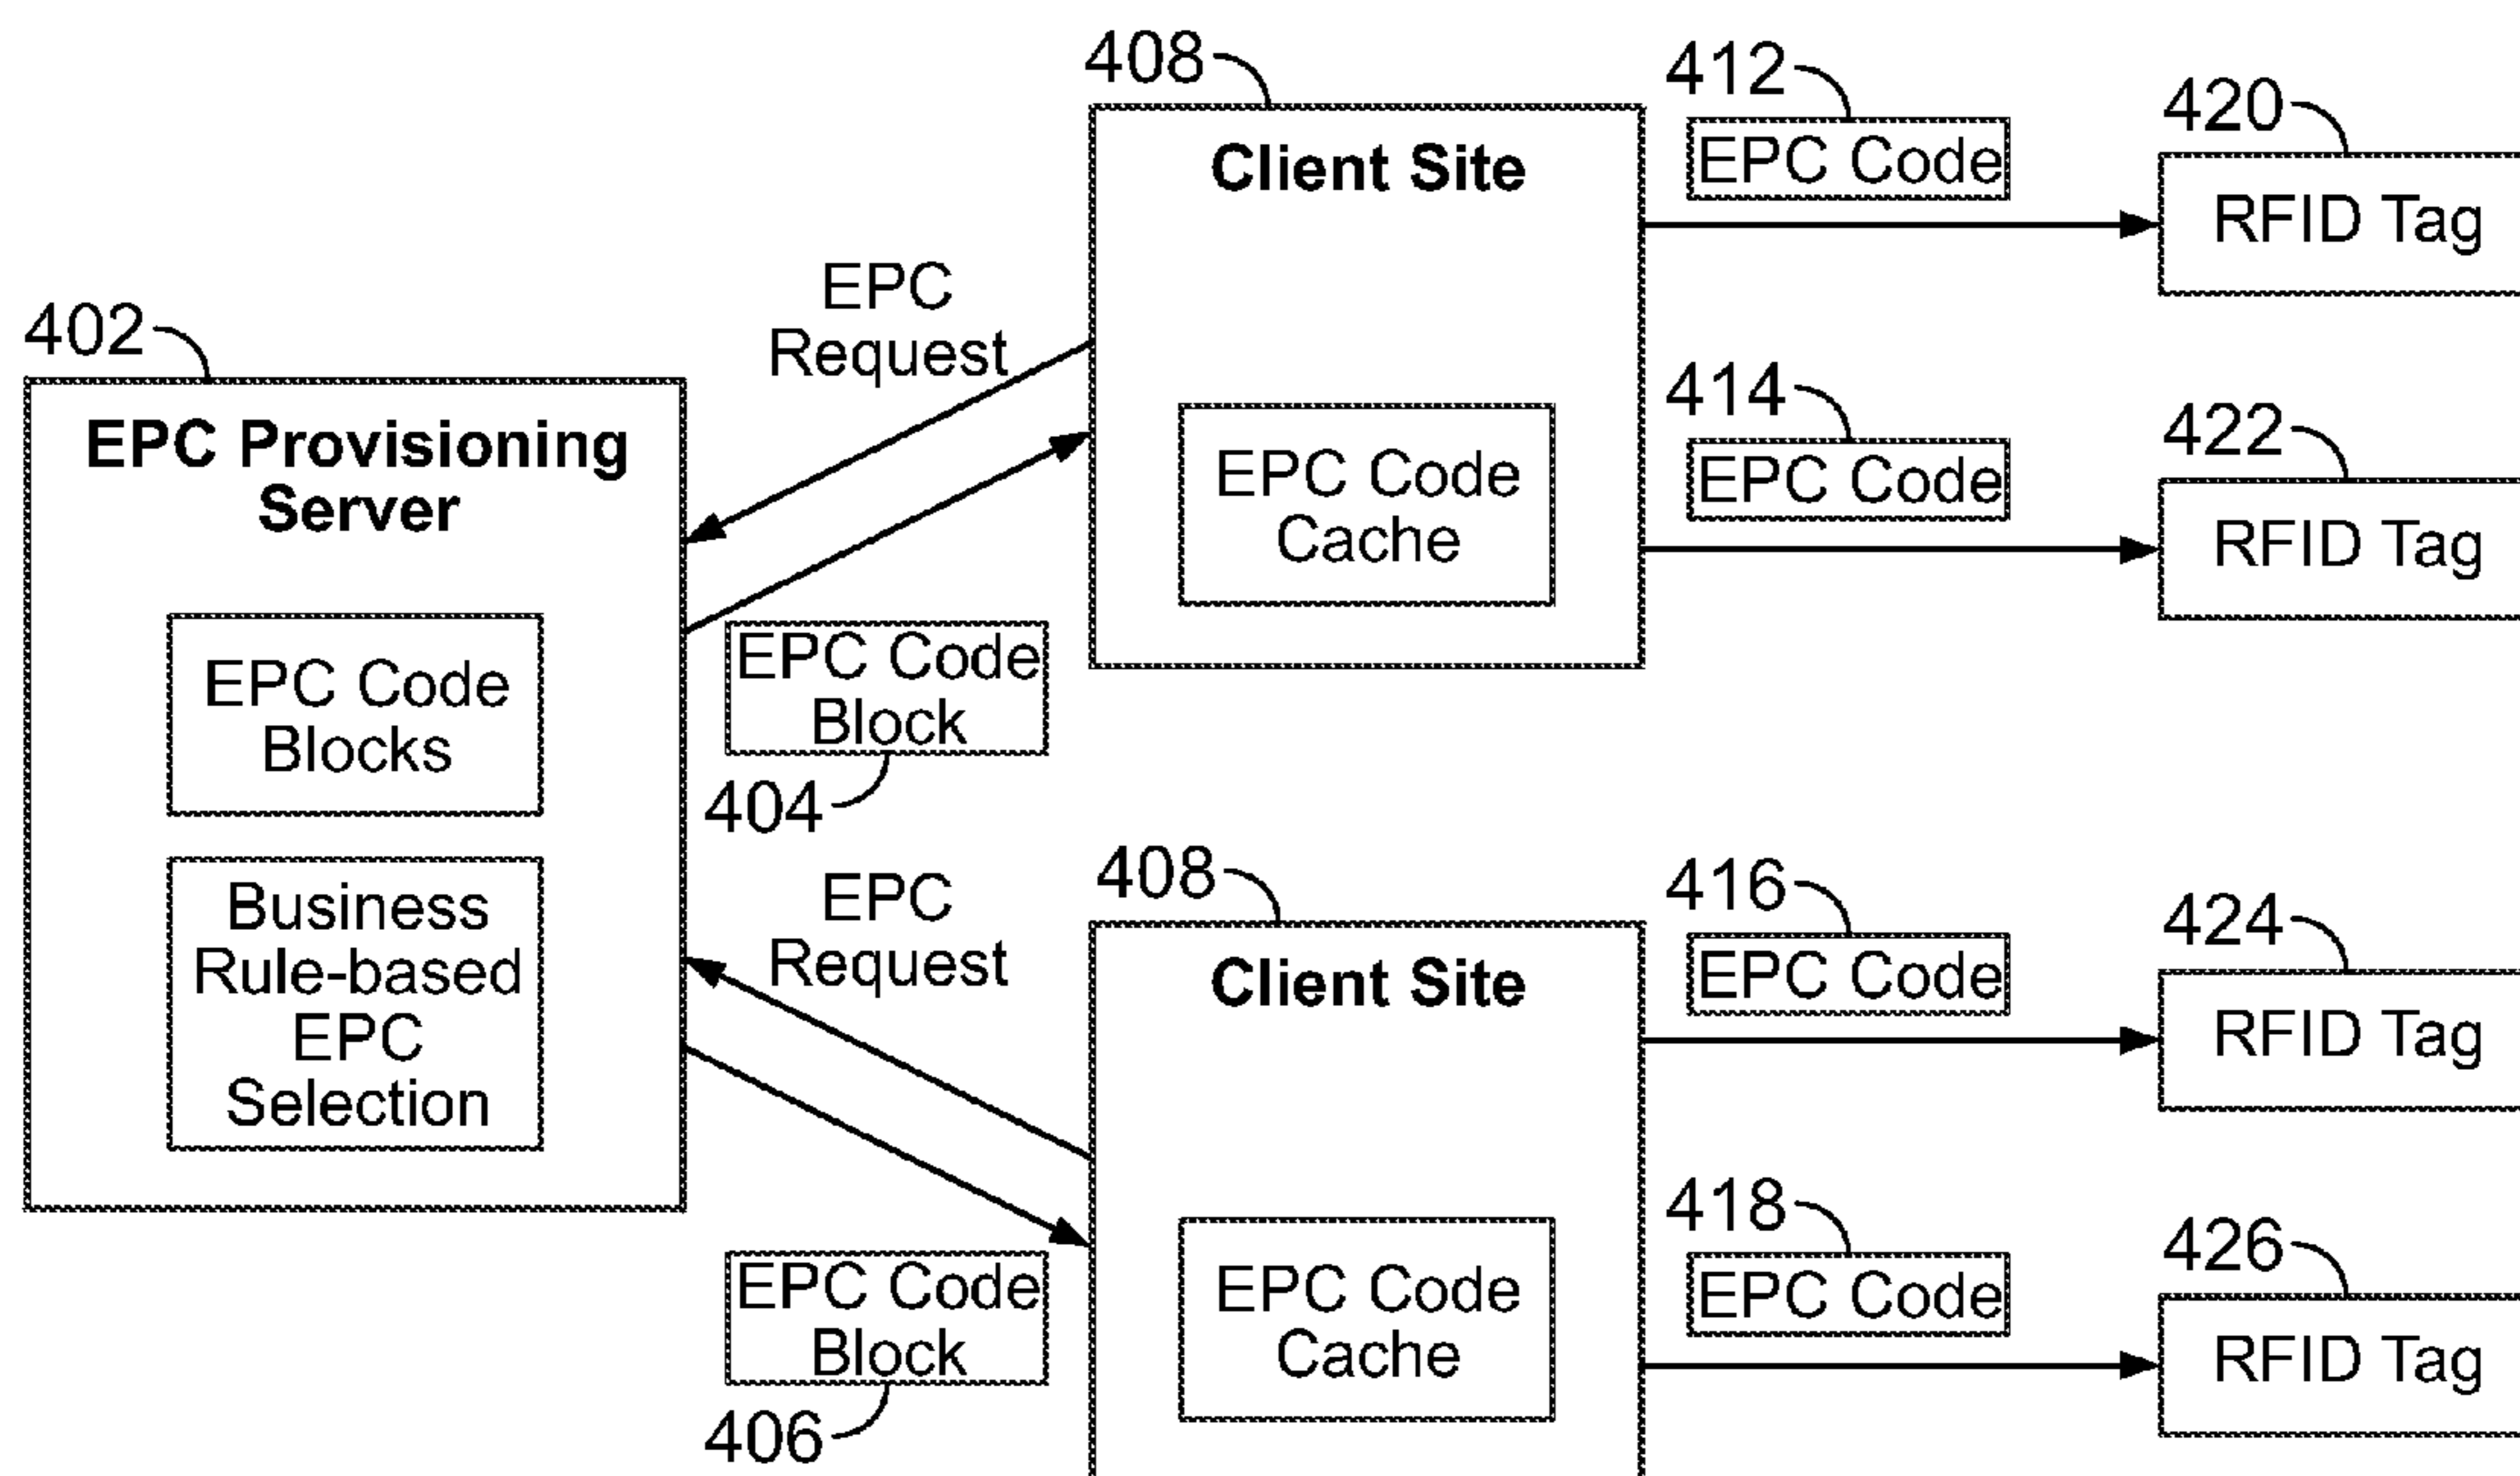 402
EPC Provisioning
Server
EPC Code
Blocks
Business
Rule-based
EPC
Selection
EPC
Request
EPC Code
Block
404
EPC
Request
EPC Code
Block
406
408
Client Site
EPC Code
Cache
412
EPC Code
420
RFID Tag
414
EPC Code
422
RFID Tag
408
Client Site
EPC Code
Cache
416
EPC Code
424
RFID Tag
418
EPC Code
426
RFID Tag